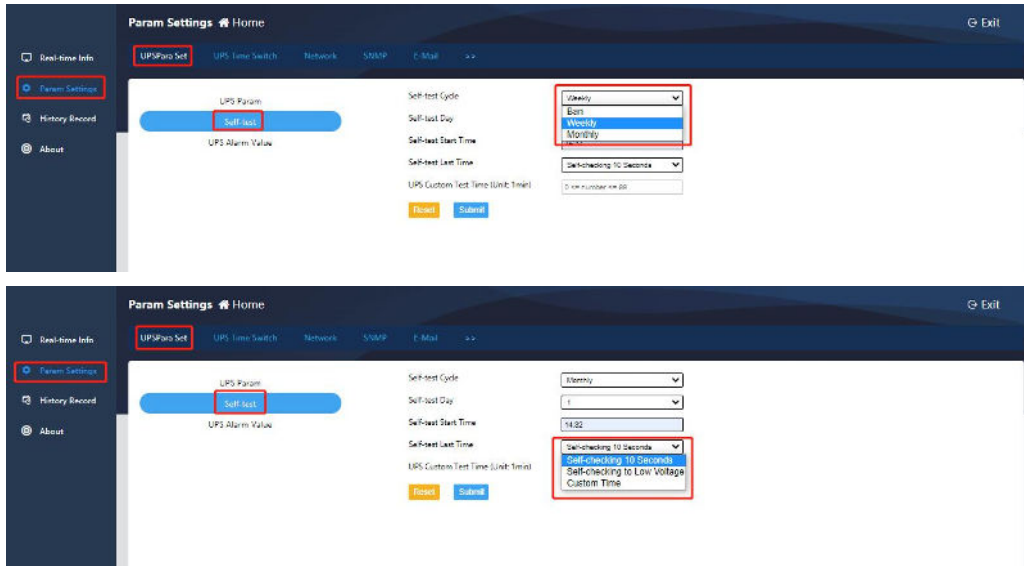 Param Settings Home
Exit
Real-time Info
Param Settings
History Record
About
UPSPara Set UPS Time Switch Network SNMP E-Mail >>
UPS Param
Self-test
UPS Alarm Value
Self-test Cycle Weekly
Ban
Weekly
Monthly
Self-test Day
Self-test Start Time
Self-test Last Time Self-checking 10 Seconds
UPS Custom Test Time (Unit: 1min) 0 <= number <= 99
Reset Submit
Param Settings Home
Exit
Real-time Info
Param Settings
History Record
About
UPSPara Set UPS Time Switch Network SNMP E-Mail >>
UPS Param
Self-test
UPS Alarm Value
Self-test Cycle Monthly
Self-test Day 1
Self-test Start Time 14:32
Self-test Last Time Self-checking 10 Seconds
Self-checking 10 Seconds
Self-checking to Low Voltage
Custom Time
UPS Custom Test Time (Unit: 1min)
Reset Submit